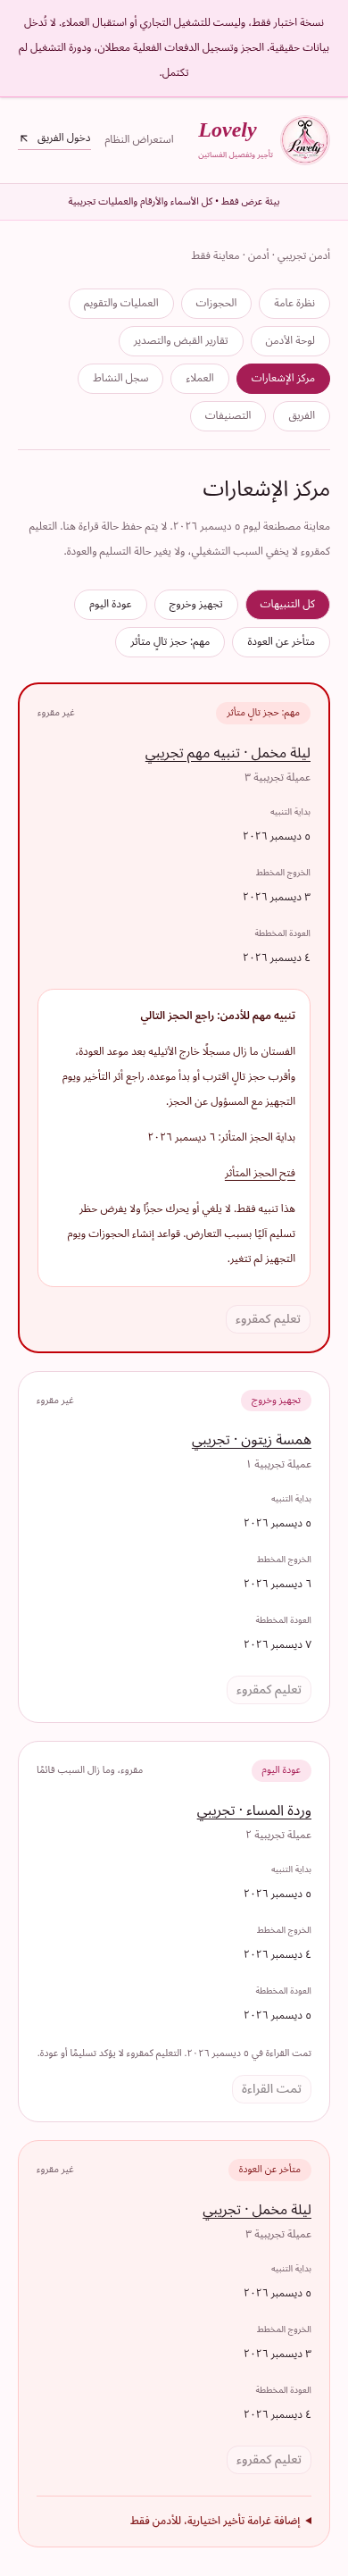 نسخة اختبار فقط، وليست للتشغيل التجاري أو استقبال العملاء. لا تُدخل
بيانات حقيقية. الحجز وتسجيل الدفعات الفعلية معطلان، ودورة التشغيل لم
تكتمل.
Lovely
تأجير وتفصيل الفساتين
استعراض النظام
دخول الفريق
بيئة عرض فقط • كل الأسماء والأرقام والعمليات تجريبية
أدمن تجريبي · أدمن · معاينة فقط
نظرة عامة
الحجوزات
العمليات والتقويم
لوحة الأدمن
تقارير القبض والتصدير
مركز الإشعارات
العملاء
سجل النشاط
الفريق
التصنيفات
مركز الإشعارات
معاينة مصطنعة ليوم ٥ ديسمبر ٢٠٢٦. لا يتم حفظ حالة قراءة هنا. التعليم
كمقروء لا يخفي السبب التشغيلي، ولا يغير حالة التسليم والعودة.
كل التنبيهات
تجهيز وخروج
عودة اليوم
متأخر عن العودة
مهم: حجز تالٍ متأثر
مهم: حجز تالٍ متأثر
غير مقروء
ليلة مخمل · تنبيه مهم تجريبي
عميلة تجريبية ٣
بداية التنبيه
٥ ديسمبر ٢٠٢٦
الخروج المخطط
٣ ديسمبر ٢٠٢٦
العودة المخططة
٤ ديسمبر ٢٠٢٦
تنبيه مهم للأدمن: راجع الحجز التالي
الفستان ما زال مسجلًا خارج الأتيليه بعد موعد العودة،
وأقرب حجز تالٍ اقترب أو بدأ موعده. راجع أثر التأخير ويوم
التجهيز مع المسؤول عن الحجز.
بداية الحجز المتأثر: ٦ ديسمبر ٢٠٢٦
فتح الحجز المتأثر
هذا تنبيه فقط. لا يلغي أو يحرك حجزًا ولا يفرض حظر
تسليم آليًا بسبب التعارض. قواعد إنشاء الحجوزات ويوم
التجهيز لم تتغير.
تعليم كمقروء
تجهيز وخروج
غير مقروء
همسة زيتون · تجريبي
عميلة تجريبية ١
بداية التنبيه
٥ ديسمبر ٢٠٢٦
الخروج المخطط
٦ ديسمبر ٢٠٢٦
العودة المخططة
٧ ديسمبر ٢٠٢٦
تعليم كمقروء
عودة اليوم
مقروء، وما زال السبب قائمًا
وردة المساء · تجريبي
عميلة تجريبية ٢
بداية التنبيه
٥ ديسمبر ٢٠٢٦
الخروج المخطط
٤ ديسمبر ٢٠٢٦
العودة المخططة
٥ ديسمبر ٢٠٢٦
تمت القراءة في ٥ ديسمبر ٢٠٢٦. التعليم كمقروء لا يؤكد تسليمًا أو عودة.
تمت القراءة
متأخر عن العودة
غير مقروء
ليلة مخمل · تجريبي
عميلة تجريبية ٣
بداية التنبيه
٥ ديسمبر ٢٠٢٦
الخروج المخطط
٣ ديسمبر ٢٠٢٦
العودة المخططة
٤ ديسمبر ٢٠٢٦
تعليم كمقروء
إضافة غرامة تأخير اختيارية، للأدمن فقط